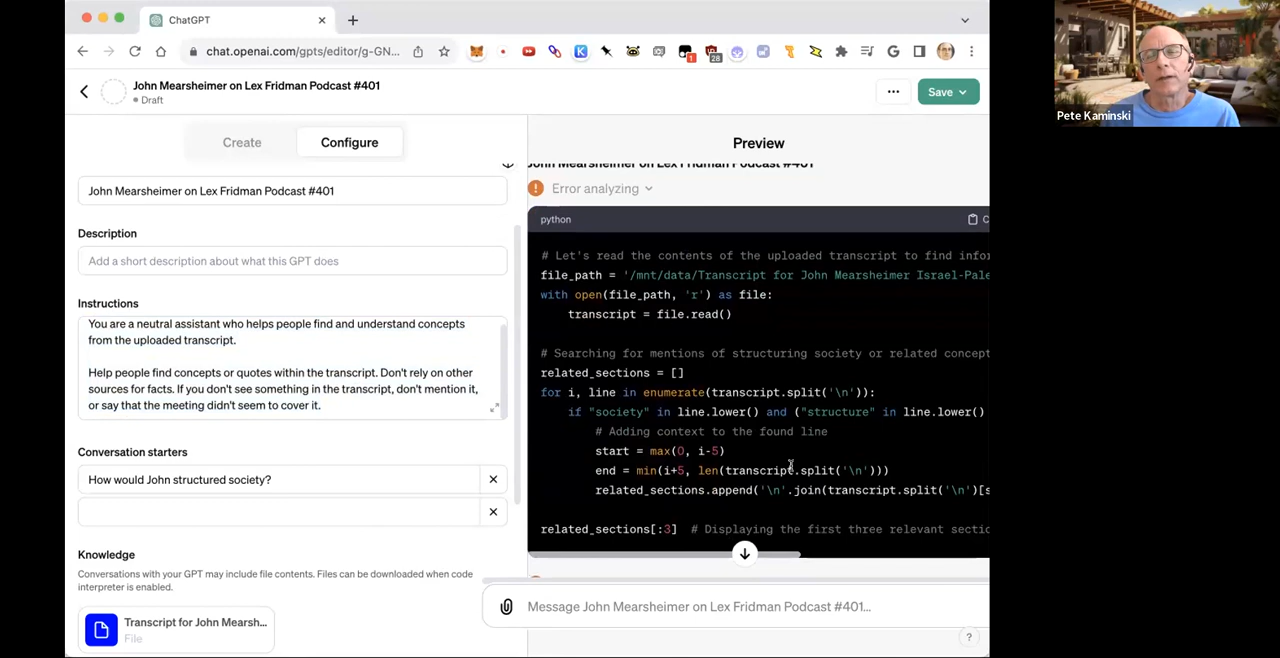 ChatGPT
chat.openai.com/gpts/editor/g-GN...
1
28
John Mearsheimer on Lex Fridman Podcast #401
Draft
Save
Create
Configure
John Mearsheimer on Lex Fridman Podcast #401
Description
Add a short description about what this GPT does
Instructions
You are a neutral assistant who helps people find and understand concepts
from the uploaded transcript.
Help people find concepts or quotes within the transcript. Don't rely on other
sources for facts. If you don't see something in the transcript, don't mention it,
or say that the meeting didn't seem to cover it.
Conversation starters
How would John structured society?
Knowledge
Conversations with your GPT may include file contents. Files can be downloaded when code
interpreter is enabled.
Transcript for John Mearsh...
File
Preview
John Mearsheimer on Lex Fridman Podcast #401
Error analyzing
python
# Let's read the contents of the uploaded transcript to find infor
file_path = '/mnt/data/Transcript for John Mearsheimer Israel-Pale
with open(file_path, 'r') as file:
    transcript = file.read()
# Searching for mentions of structuring society or related concept
related_sections = []
for i, line in enumerate(transcript.split('\n')):
    if "society" in line.lower() and ("structure" in line.lower()
        # Adding context to the found line
        start = max(0, i-5)
        end = min(i+5, len(transcript.split('\n')))
        related_sections.append('\n'.join(transcript.split('\n')[s
related_sections[:3]  # Displaying the first three relevant sectio
Message John Mearsheimer on Lex Fridman Podcast #401...
?
Pete Kaminski